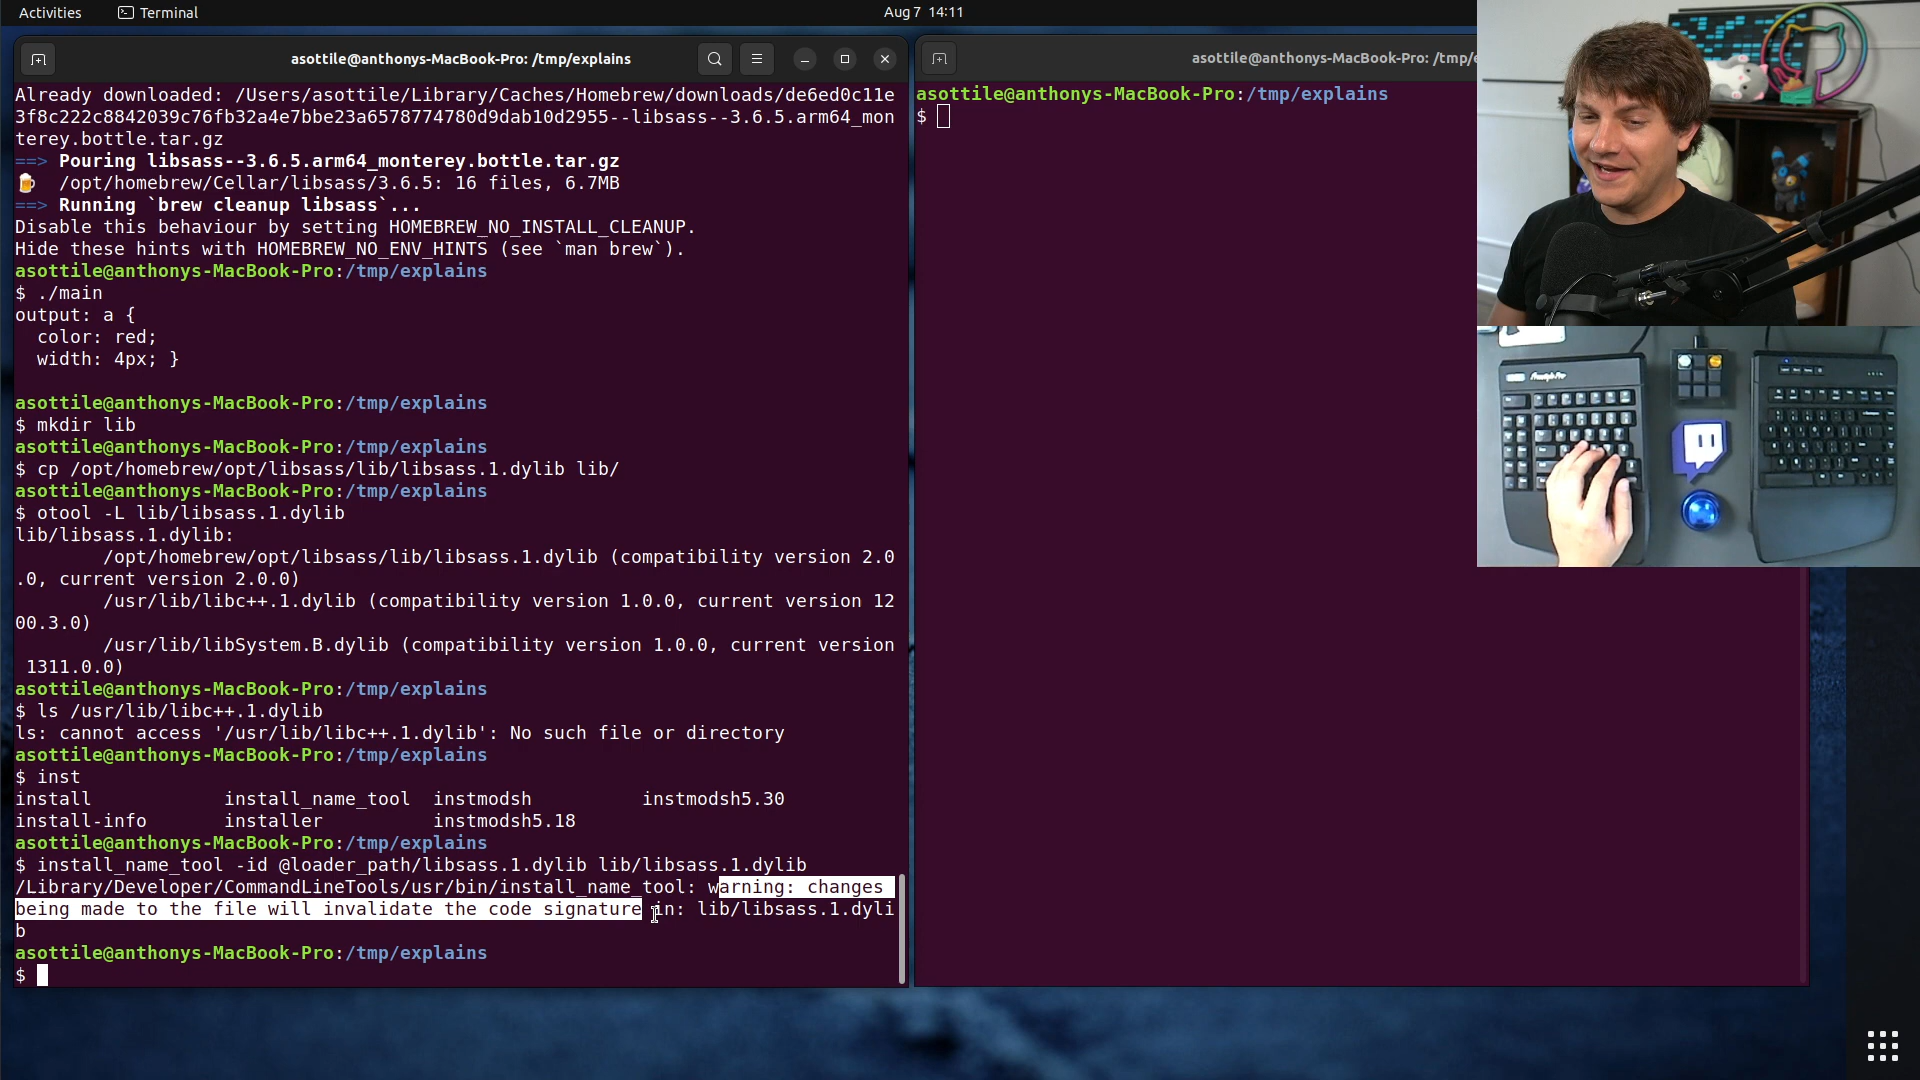 Activities
Terminal
Aug 7 14:11
asottile@anthonys-MacBook-Pro: /tmp/explains
Already downloaded: /Users/asottile/Library/Caches/Homebrew/downloads/de6ed0c11e
3f8c222c8842039c76fb32a4e7bbe23a6578774780d9dab10d2955--libsass--3.6.5.arm64_mon
terey.bottle.tar.gz
==> Pouring libsass--3.6.5.arm64_monterey.bottle.tar.gz
/opt/homebrew/Cellar/libsass/3.6.5: 16 files, 6.7MB
==> Running `brew cleanup libsass`...
Disable this behaviour by setting HOMEBREW_NO_INSTALL_CLEANUP.
Hide these hints with HOMEBREW_NO_ENV_HINTS (see `man brew`).
asottile@anthonys-MacBook-Pro:/tmp/explains
$ ./main
output: a {
  color: red;
  width: 4px; }
asottile@anthonys-MacBook-Pro:/tmp/explains
$ mkdir lib
asottile@anthonys-MacBook-Pro:/tmp/explains
$ cp /opt/homebrew/opt/libsass/lib/libsass.1.dylib lib/
asottile@anthonys-MacBook-Pro:/tmp/explains
$ otool -L lib/libsass.1.dylib
lib/libsass.1.dylib:
        /opt/homebrew/opt/libsass/lib/libsass.1.dylib (compatibility version 2.0
.0, current version 2.0.0)
        /usr/lib/libc++.1.dylib (compatibility version 1.0.0, current version 12
00.3.0)
        /usr/lib/libSystem.B.dylib (compatibility version 1.0.0, current version
 1311.0.0)
asottile@anthonys-MacBook-Pro:/tmp/explains
$ ls /usr/lib/libc++.1.dylib
ls: cannot access '/usr/lib/libc++.1.dylib': No such file or directory
asottile@anthonys-MacBook-Pro:/tmp/explains
$ inst
install            install_name_tool  instmodsh          instmodsh5.30
install-info       installer          instmodsh5.18
asottile@anthonys-MacBook-Pro:/tmp/explains
$ install_name_tool -id @loader_path/libsass.1.dylib lib/libsass.1.dylib
/Library/Developer/CommandLineTools/usr/bin/install_name_tool: warning: changes
being made to the file will invalidate the code signature in: lib/libsass.1.dyli
b
asottile@anthonys-MacBook-Pro:/tmp/explains
$
asottile@anthonys-MacBook-Pro: /tmp/e
asottile@anthonys-MacBook-Pro:/tmp/explains
$